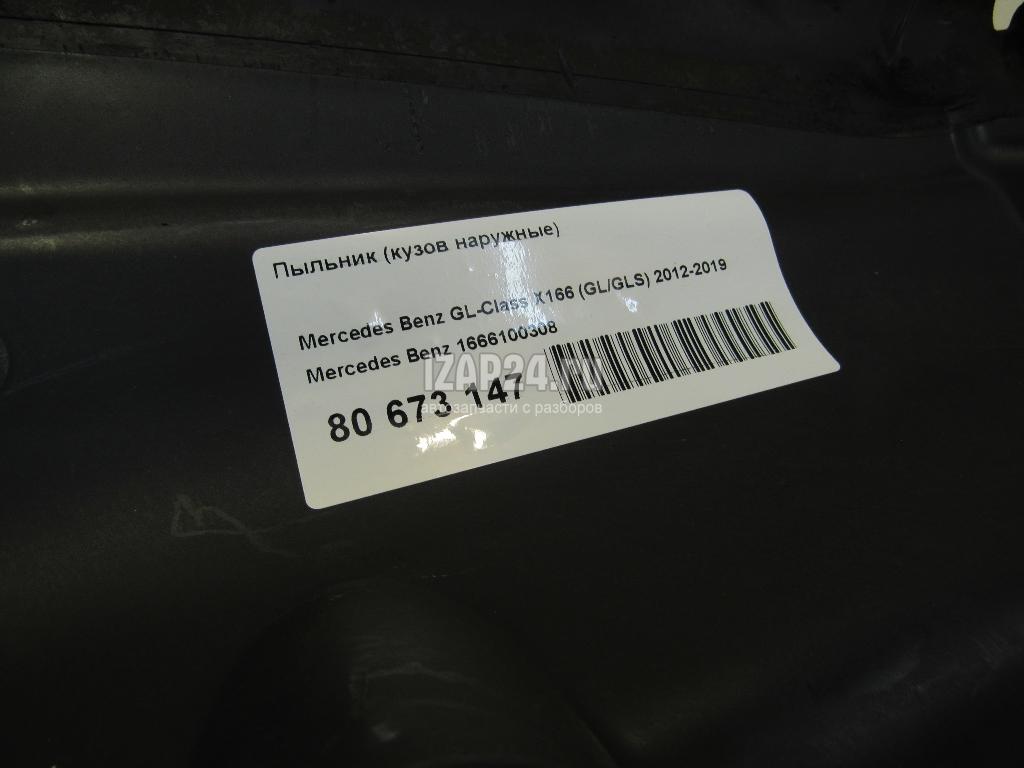 Пыльник (кузов наружные)
Mercedes Benz GL-Class X166 (GL/GLS) 2012-2019
Mercedes Benz 1666100308
80 673 147
IZAP24.ru
автозапчасти с разборов